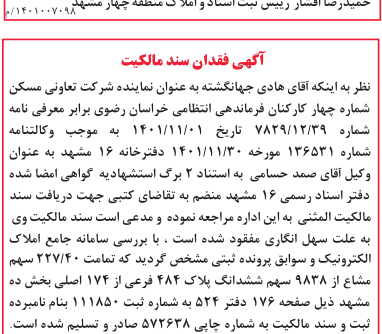 حمیدرضا افشار رییس ثبت اسناد و املاک منطقه چهار مشهد ۱۴۰۱۰۰۷۰۹۸/م
آگهی فقدان سند مالکیت
نظر به اینکه آقای هادی جهانگشته به عنوان نماینده شرکت تعاونی مسکن
شماره چهار کارکنان فرماندهی انتظامی خراسان رضوی برابر معرفی نامه
شماره ۷۸۲۹/۱۲/۳۹ تاریخ ۱۴۰۱/۱۱/۰۱ به موجب وکالتنامه
شماره ۱۳۶۵۳۱ مورخه ۱۴۰۱/۱۱/۳۰ دفترخانه ۱۶ مشهد به عنوان
وکیل آقای صمد حسامی به استناد ۲ برگ استشهادیه گواهی امضا شده
دفتر اسناد رسمی ۱۶ مشهد منضم به تقاضای کتبی جهت دریافت سند
مالکیت المثنی به این اداره مراجعه نموده و مدعی است سند مالکیت وی
به علت سهل انگاری مفقود شده است ، با بررسی سامانه جامع املاک
الکترونیک و سوابق پرونده ثبتی مشخص گردید که تمامت ۲۲۷/۴۰ سهم
مشاع از ۹۸۳۸ سهم ششدانگ پلاک ۴۸۴ فرعی از ۱۷۴ اصلی بخش ده
مشهد ذیل صفحه ۱۷۶ دفتر ۵۲۴ به شماره ثبت ۱۱۱۸۵۰ بنام نامبرده
ثبت و سند مالکیت به شماره چاپی ۵۷۲۶۳۸ صادر و تسلیم شده است.